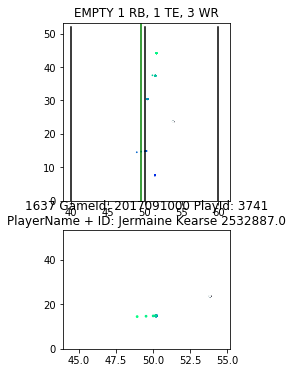 EMPTY 1 RB, 1 TE, 3 WR
50
40
30
20
10
0
40 45 50 55 60
1637 GameId: 2017091000 PlayId: 3741
PlayerName + ID: Jermaine Kearse 2532887.0
40
20
0
45.0 47.5 50.0 52.5 55.0